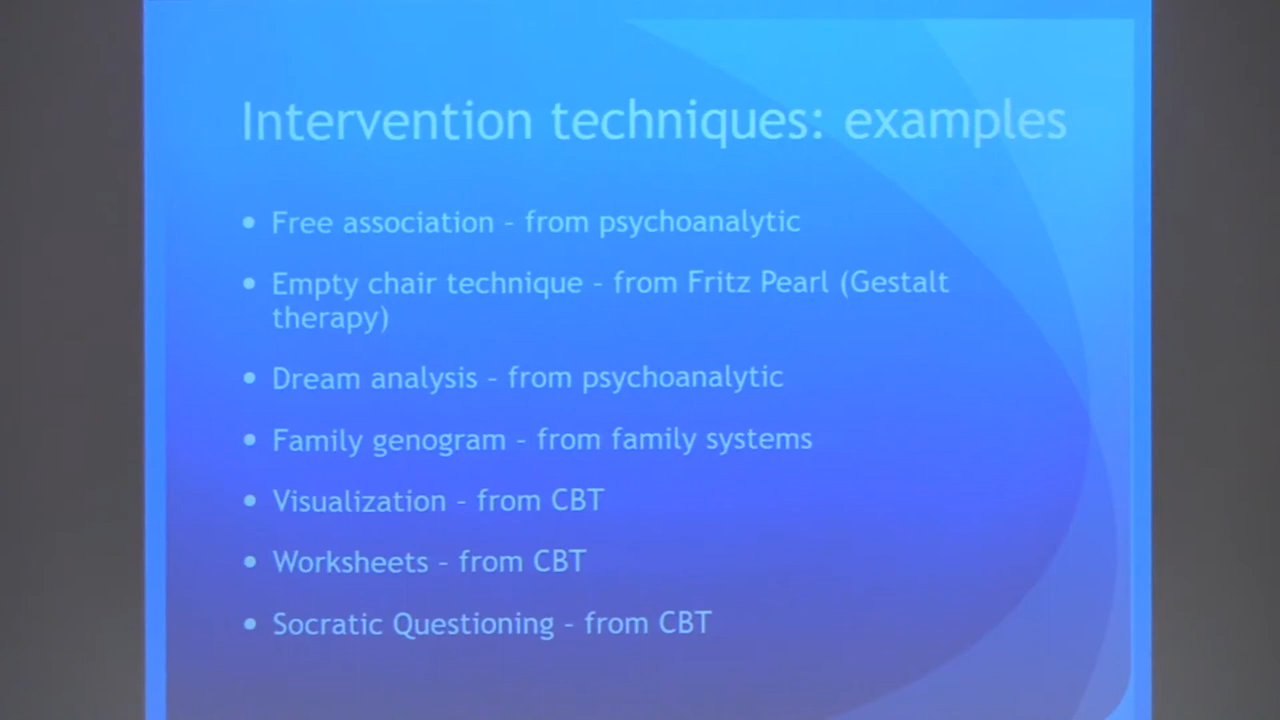 Intervention techniques: examples
• Free association – from psychoanalytic
• Empty chair technique – from Fritz Pearl (Gestalt
therapy)
• Dream analysis – from psychoanalytic
• Family genogram – from family systems
• Visualization – from CBT
• Worksheets – from CBT
• Socratic Questioning – from CBT